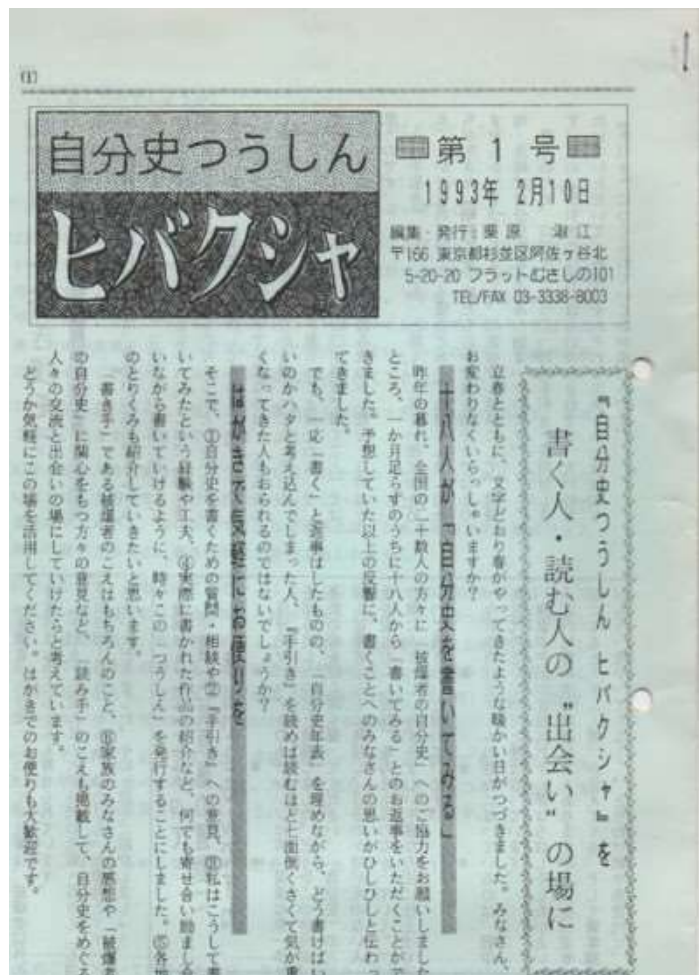 (1)
自分史つうしん
ヒバクシャ
第1号
1993年 2月10日
編集・発行:栗原 淑江
〒166 東京都杉並区阿佐ヶ谷北
5-20-20 フラットむさしの101
TEL/FAX 03-3338-8003
『自分史つうしん ヒバクシャ』を
書く人・読む人の“出会い”の場に
立春とともに、文字どおり春がやってきたような暖かい日がつづきました。みなさん、
お変わりなくいらっしゃいますか?
十八人が「自分史を書いてみる」
昨年の暮れ、全国の二十数人の方々に「被爆者の自分史」へのご協力をお願いしました
ところ、一か月足らずのうちに十八人から「書いてみる」とのお返事をいただくことがで
きました。予想していた以上の反響に、書くことへのみなさんの思いがひしひしと伝わっ
てきました。
でも、一応「書く」と返事はしたものの、「自分史年表」を埋めながら、どう書けばい
いのかハタと考え込んでしまった人、『手引き』を読めば読むほど七面倒くさくて気が重
くなってきた人もおられるのではないでしょうか?
はがきで気軽にお便りを
そこで、①自分史を書くための質問・相談や②『手引き』への意見、③私はこうして書
いてみたという経験や工夫、④実際に書かれた作品の紹介など、何でも寄せ合い励まし合
いながら書いていけるように、時々この「つうしん」を発行することにしました。⑤各地
のとりくみも紹介していきたいと思います。
「書き手」である被爆者のこえはもちろんのこと、⑥家族のみなさんの感想や「被爆者
の自分史」に関心をもつ方々の意見など、「読み手」のこえも掲載して、自分史をめぐる
人々の交流と出会いの場にしていけたらと考えています。
どうか気軽にこの場を活用してください。はがきでのお便りも大歓迎です。